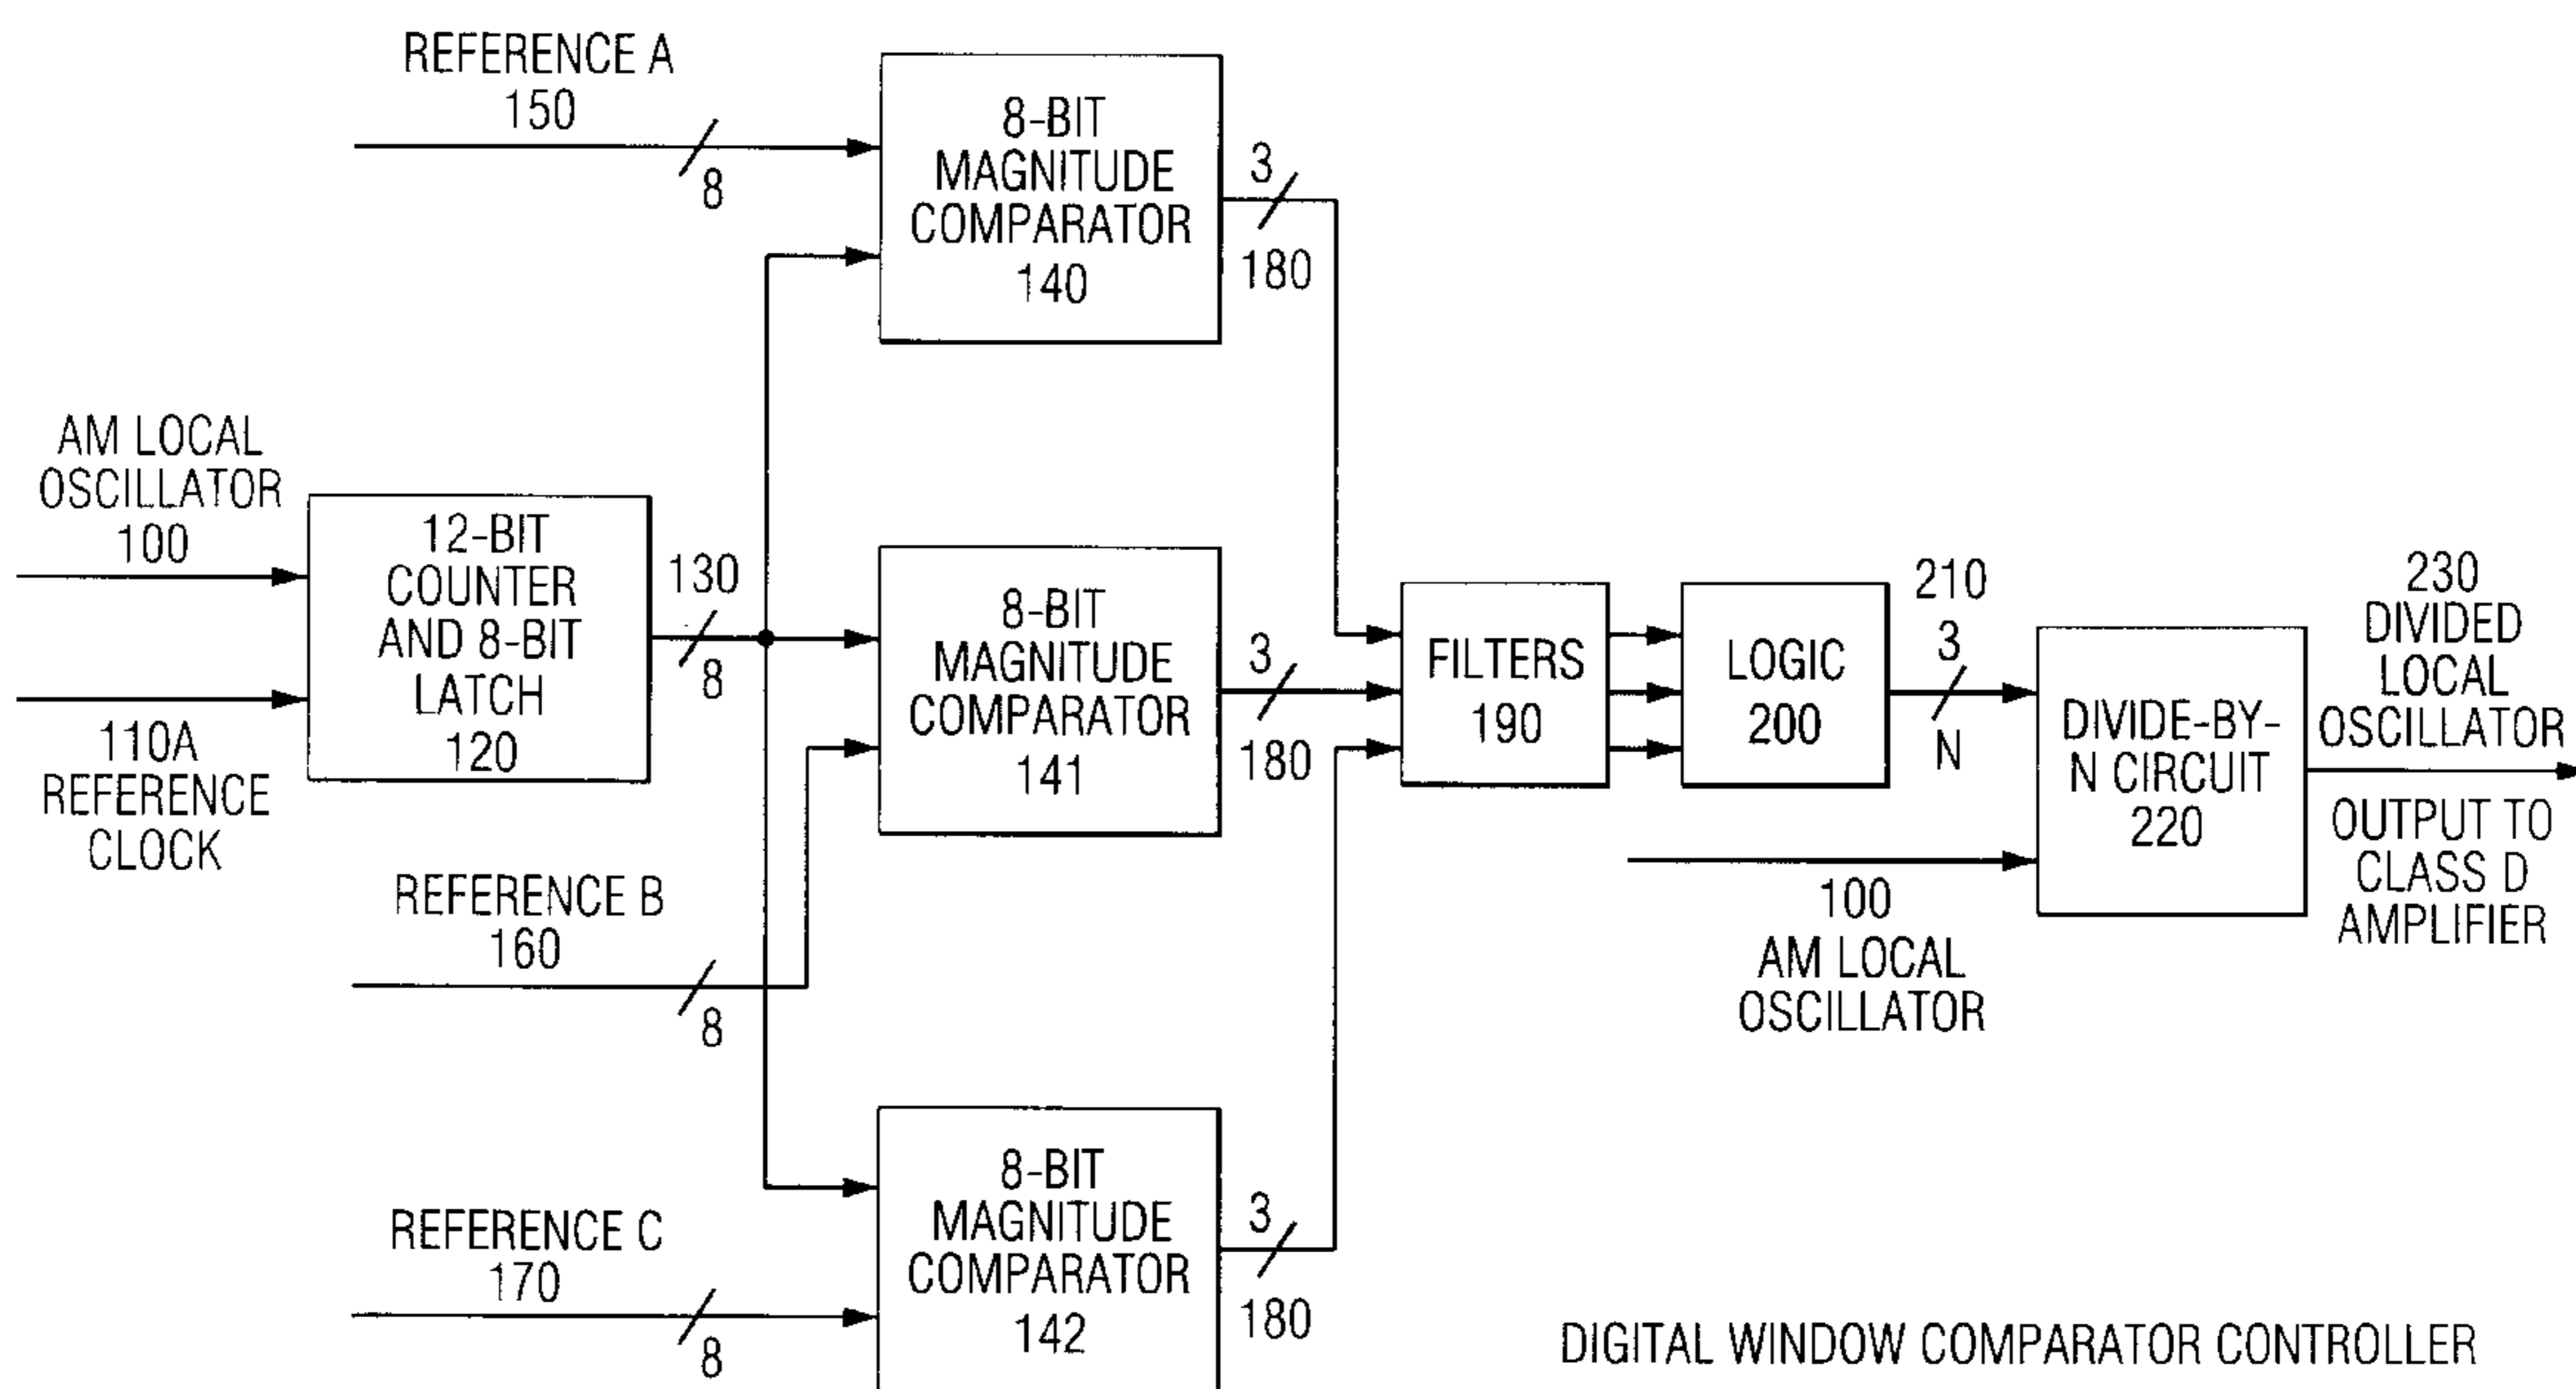 REFERENCE A
150
8
8-BIT
MAGNITUDE
COMPARATOR
140
3
180
AM LOCAL
OSCILLATOR
100
110A
REFERENCE
CLOCK
12-BIT
COUNTER
AND 8-BIT
LATCH
120
130
8
8-BIT
MAGNITUDE
COMPARATOR
141
3
180
REFERENCE B
160
8
REFERENCE C
170
8
8-BIT
MAGNITUDE
COMPARATOR
142
3
180
FILTERS
190
LOGIC
200
210
3
N
100
AM LOCAL
OSCILLATOR
DIVIDE-BY-
N CIRCUIT
220
230
DIVIDED
LOCAL
OSCILLATOR
OUTPUT TO
CLASS D
AMPLIFIER
DIGITAL WINDOW COMPARATOR CONTROLLER